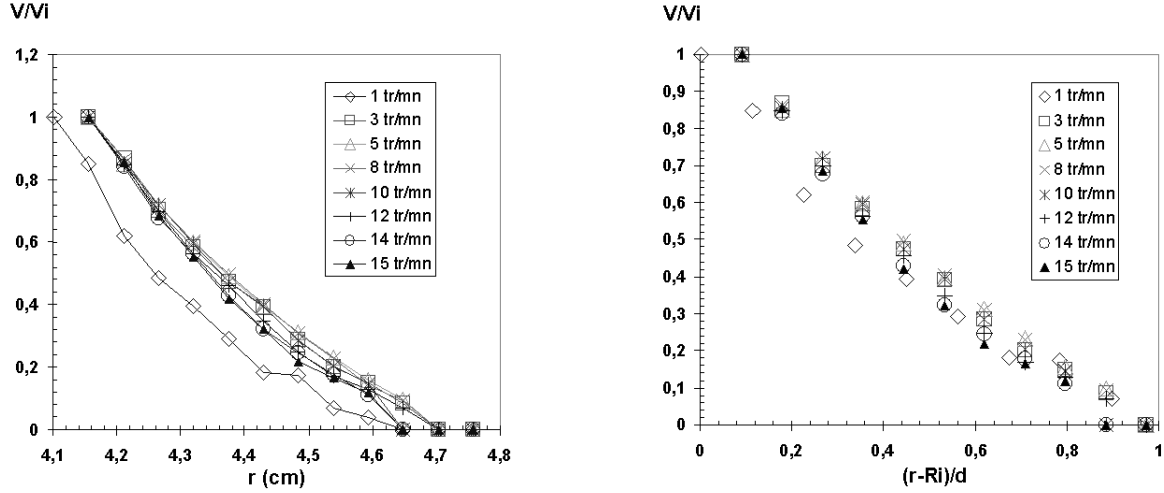 V/Vi
1,2
1
0,8
0,6
0,4
0,2
0
4,1 4,2 4,3 4,4 4,5 4,6 4,7 4,8
r (cm)
1 tr/mn
3 tr/mn
5 tr/mn
8 tr/mn
10 tr/mn
12 tr/mn
14 tr/mn
15 tr/mn
V/Vi
1
0,9
0,8
0,7
0,6
0,5
0,4
0,3
0,2
0,1
0
0 0,2 0,4 0,6 0,8 1
(r-Ri)/d
1 tr/mn
3 tr/mn
5 tr/mn
8 tr/mn
10 tr/mn
12 tr/mn
14 tr/mn
15 tr/mn